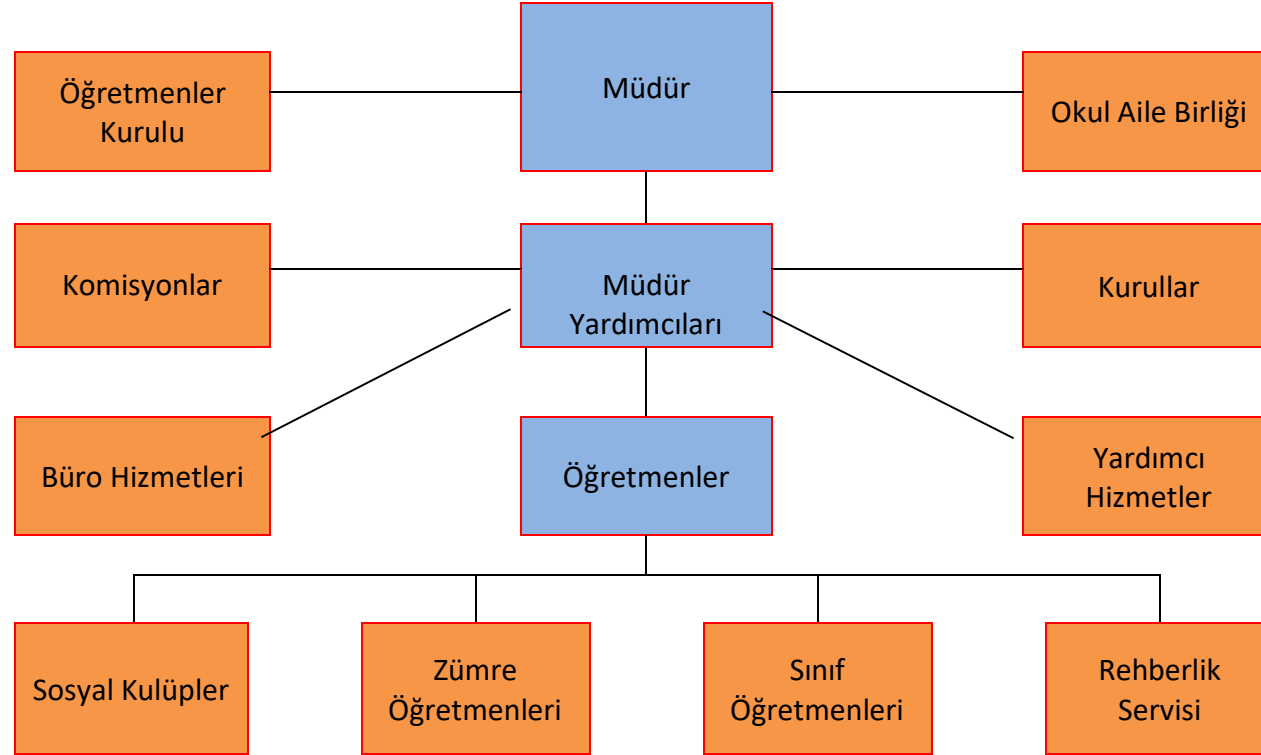 Müdür
Öğretmenler
Kurulu
Okul Aile Birliği
Komisyonlar
Müdür
Yardımcıları
Kurullar
Büro Hizmetleri
Öğretmenler
Yardımcı
Hizmetler
Sosyal Kulüpler
Zümre
Öğretmenleri
Sınıf
Öğretmenleri
Rehberlik
Servisi